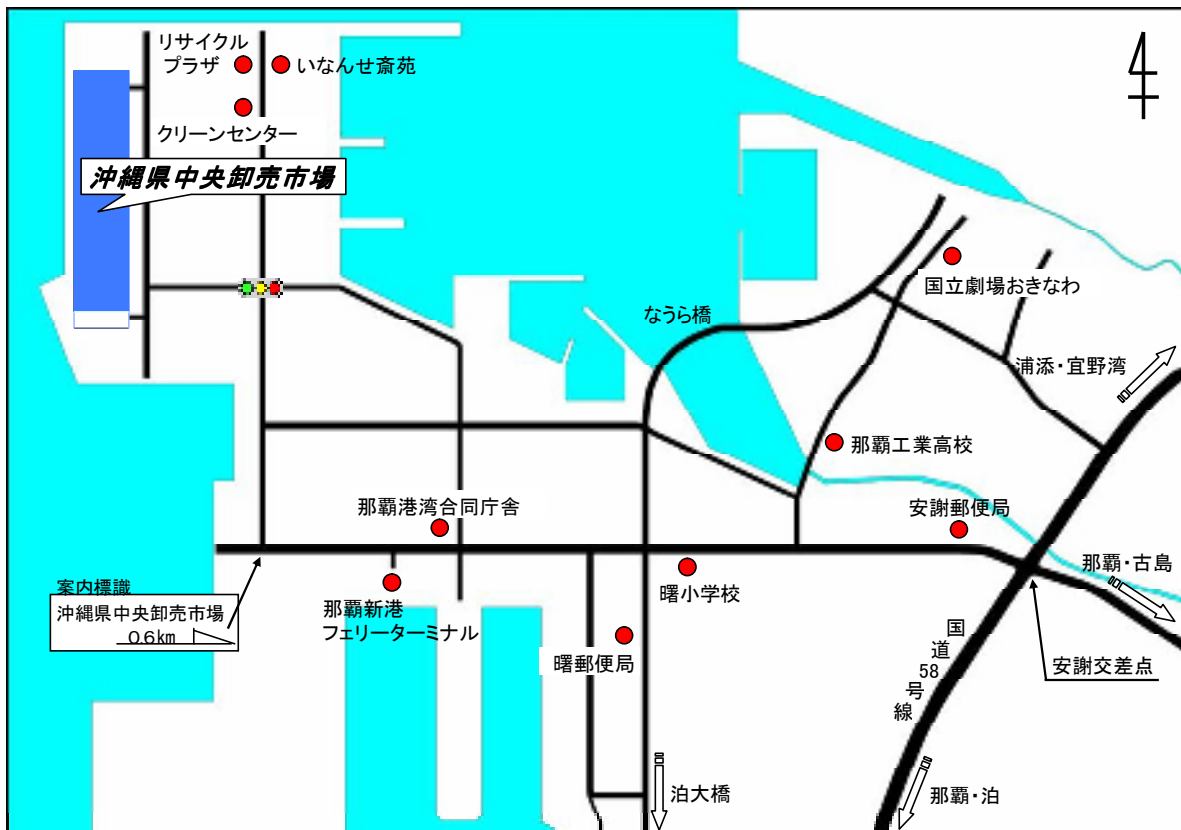 リサイクル
プラザ
いなんせ斎苑
クリーンセンター
沖縄県中央卸売市場
国立劇場おきなわ
なうら橋
浦添・宜野湾
那覇工業高校
那覇港湾合同庁舎
安謝郵便局
那覇・古島
案内標識
沖縄県中央卸売市場
0.6km
那覇新港
フェリーターミナル
曙小学校
曙郵便局
安謝交差点
国道58号線
泊大橋
那覇・泊